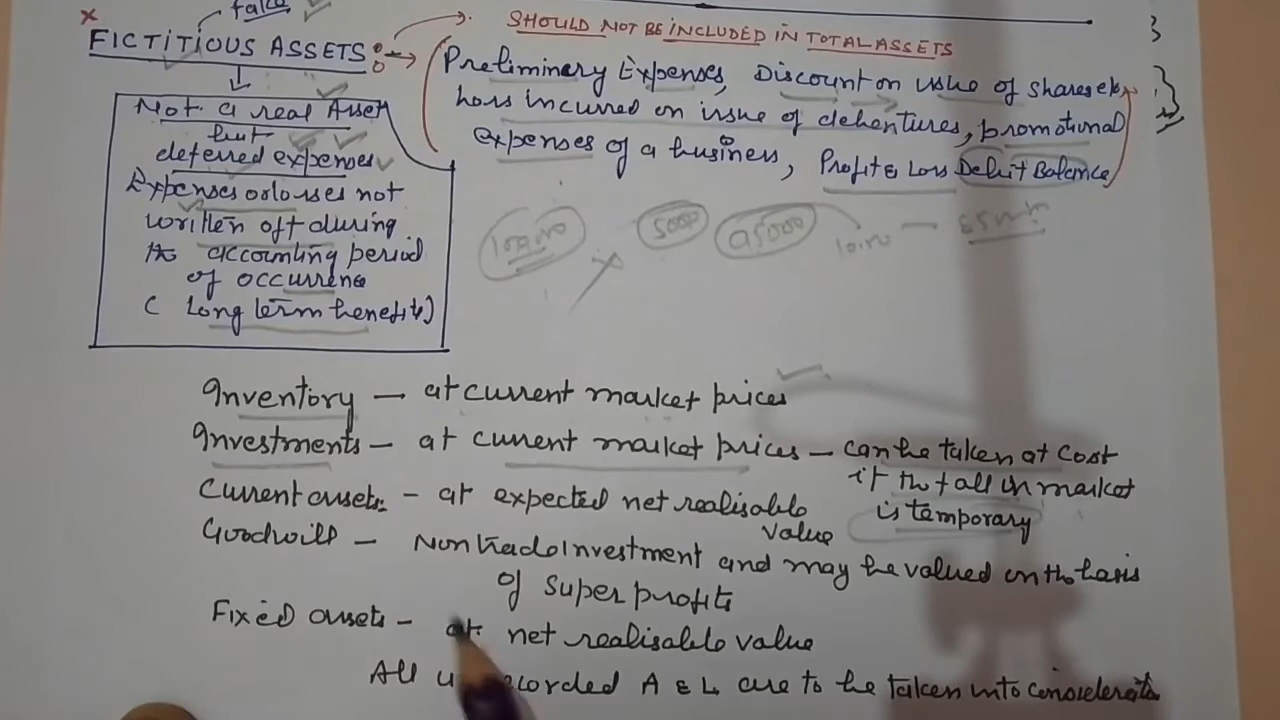 false
FICTITIOUS ASSETS
SHOULD NOT BE INCLUDED IN TOTAL ASSETS
Preliminary Expenses, Discount on issue of shares etc,
Loss incurred on issue of debentures, promotional
expenses of a business, Profit & Loss Debit Balance
Not a real Asset
but
deferred expenses
Expenses or losses not
written off during
the accounting period
of occurrence
( Long term benefits)
5000
95000
Inventory — at current market prices
Investments — at current market prices — can be taken at cost
if the fall in market
is temporary
Current assets: - at expected net realisable
value
Goodwill — Non trade Investment and may be valued on the basis
of super profits
Fixed assets — at net realisable value
All unrecorded A & L are to be taken into consideration